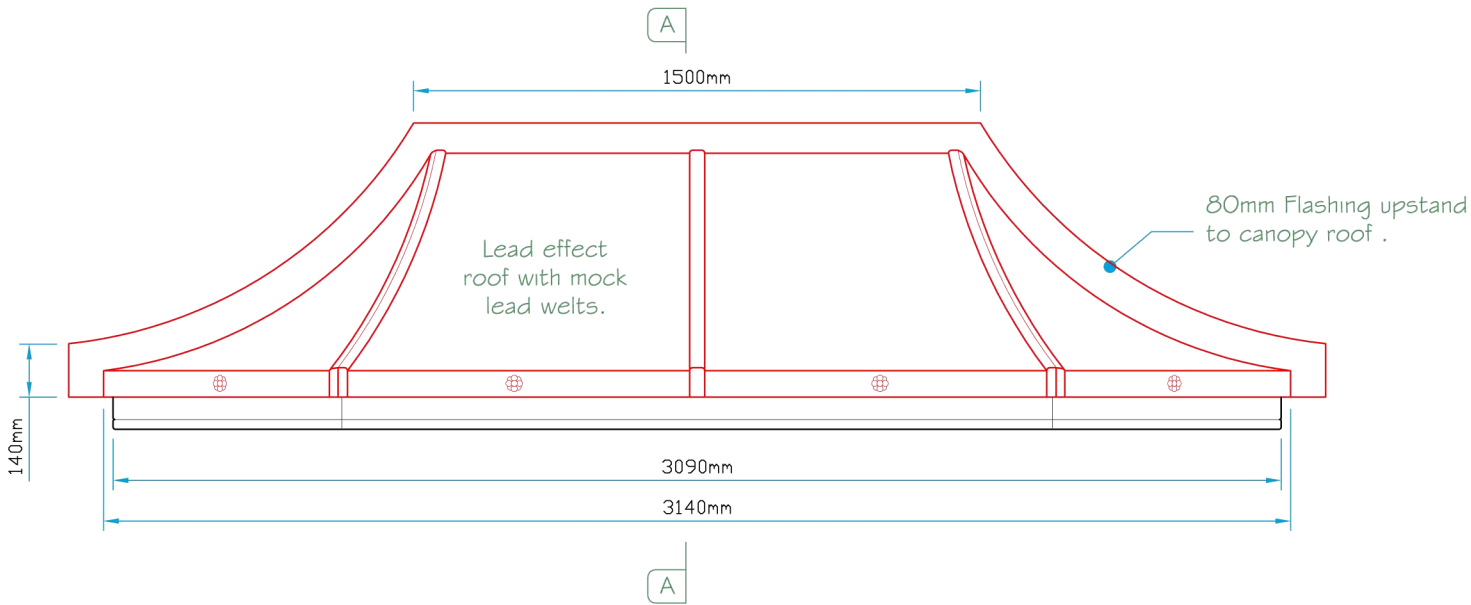 A
1500mm
80mm Flashing upstand
to canopy roof .
Lead effect
roof with mock
lead welts.
140mm
3090mm
3140mm
A